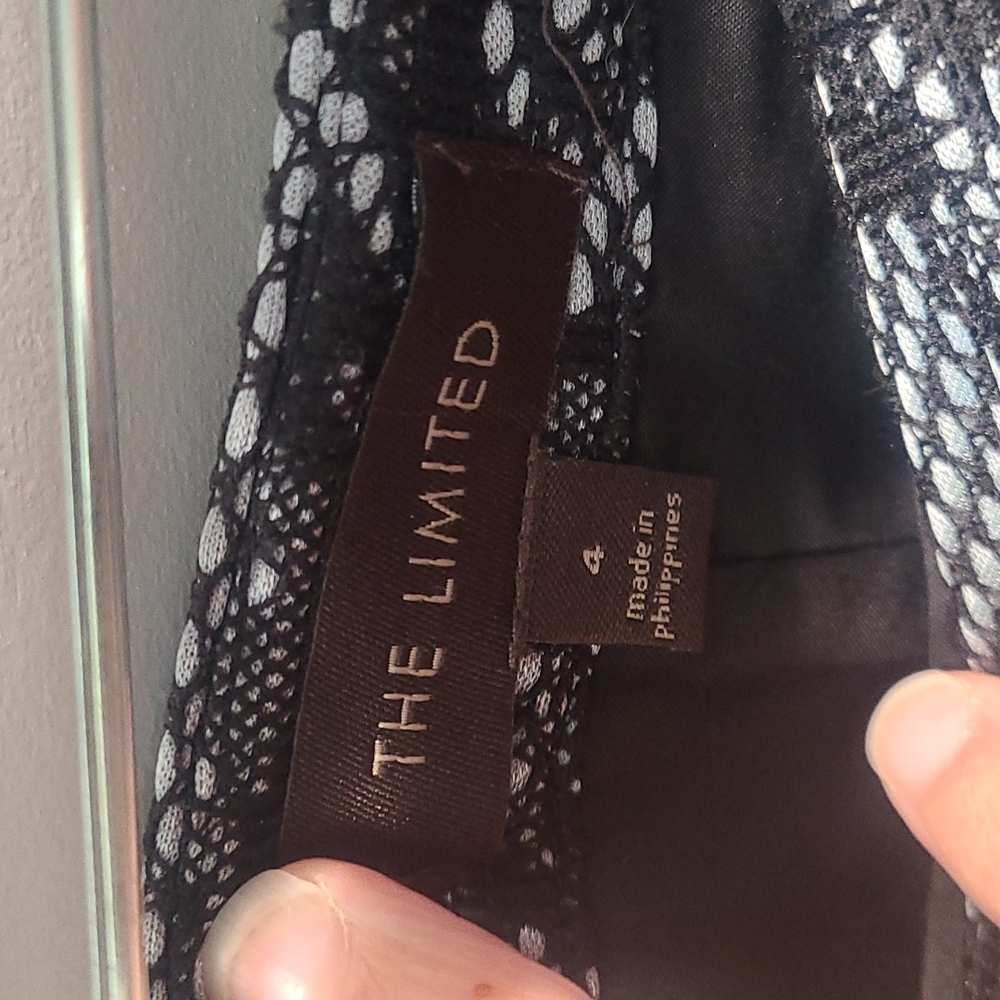 THE LIMITED
4
made in
philippines